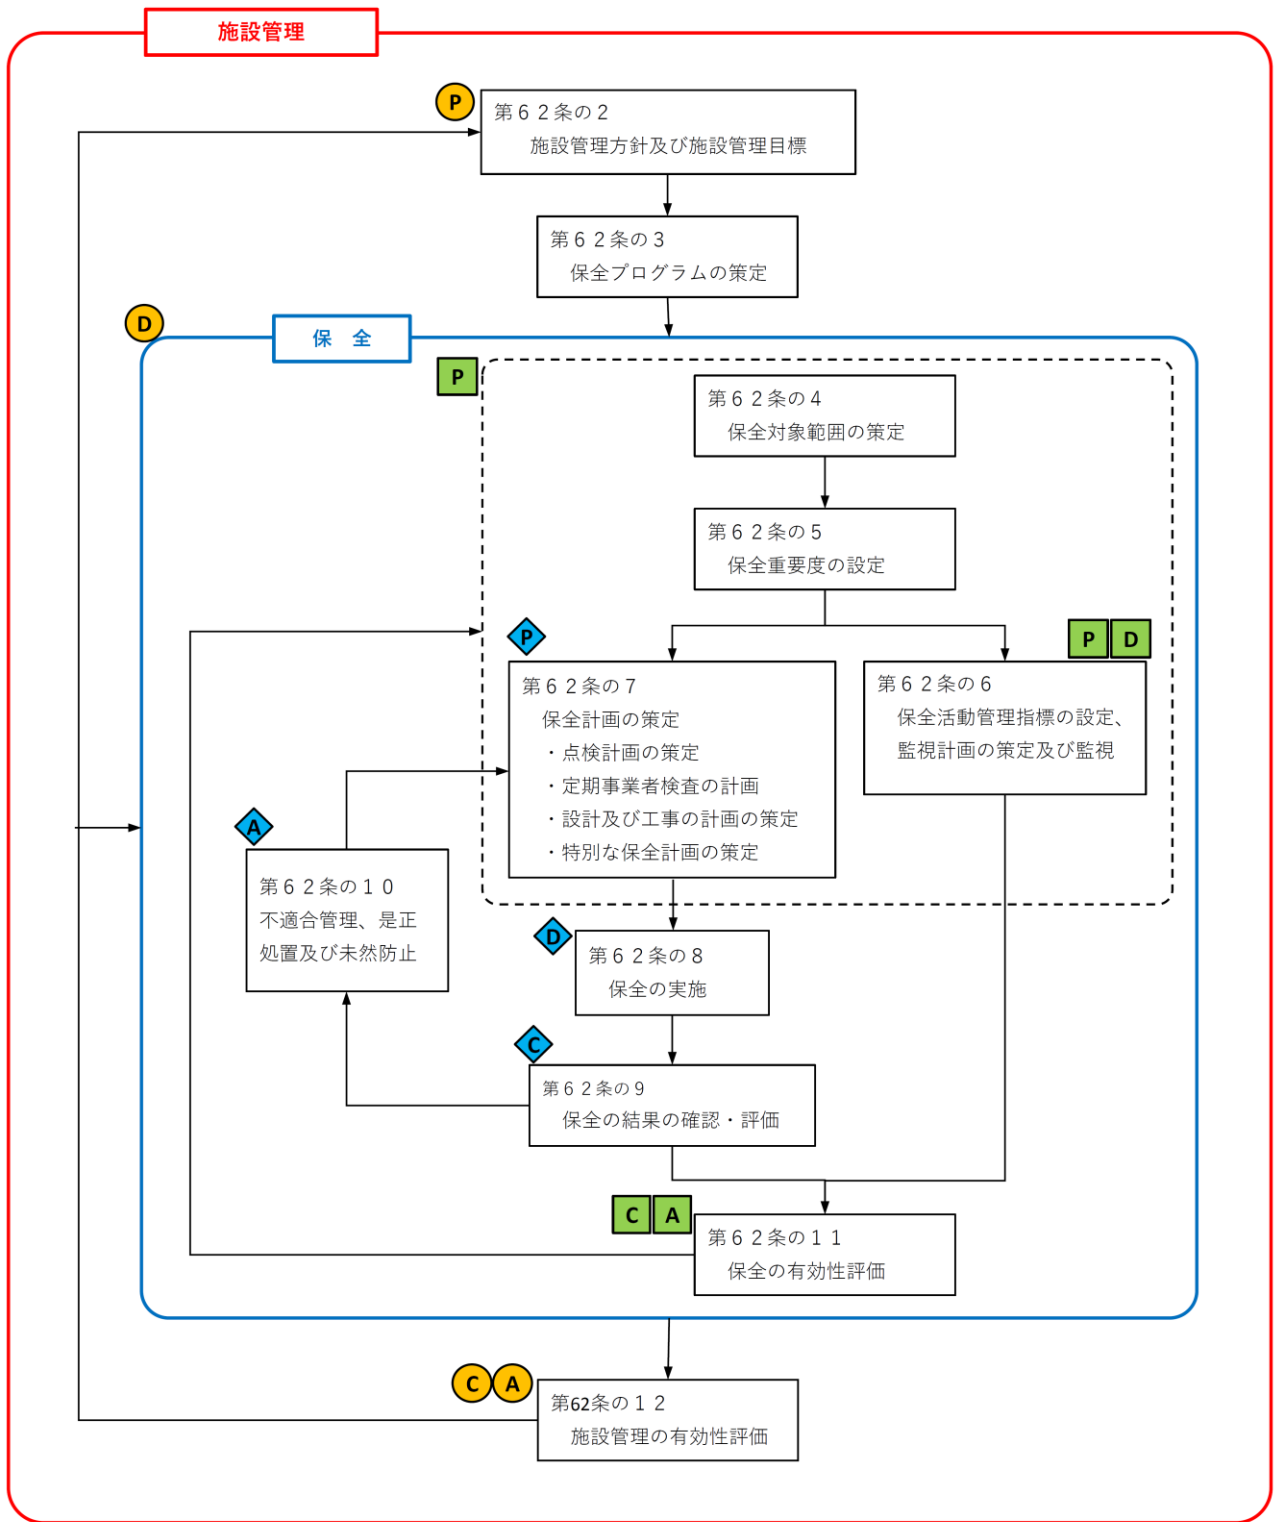 施設管理
P
第６２条の２
施設管理方針及び施設管理目標
第６２条の３
保全プログラムの策定
D
保　全
P
第６２条の４
保全対象範囲の策定
第６２条の５
保全重要度の設定
P
第６２条の７
保全計画の策定
・点検計画の策定
・定期事業者検査の計画
・設計及び工事の計画の策定
・特別な保全計画の策定
P D
第６２条の６
保全活動管理指標の設定、
監視計画の策定及び監視
A
第６２条の１０
不適合管理、是正
処置及び未然防止
D
第６２条の８
保全の実施
C
第６２条の９
保全の結果の確認・評価
C A
第６２条の１１
保全の有効性評価
C A
第62条の１２
施設管理の有効性評価